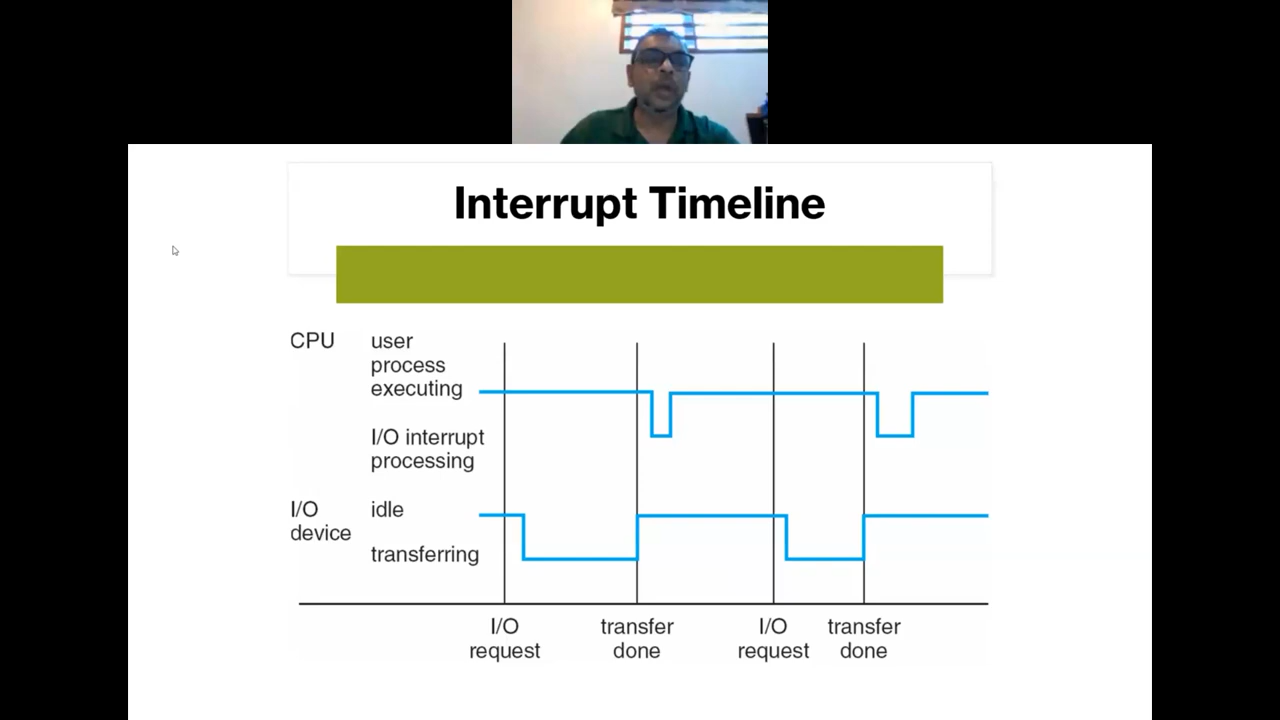 Interrupt Timeline
CPU
user
process
executing
I/O interrupt
processing
I/O
device
idle
transferring
I/O
request
transfer
done
I/O
request
transfer
done